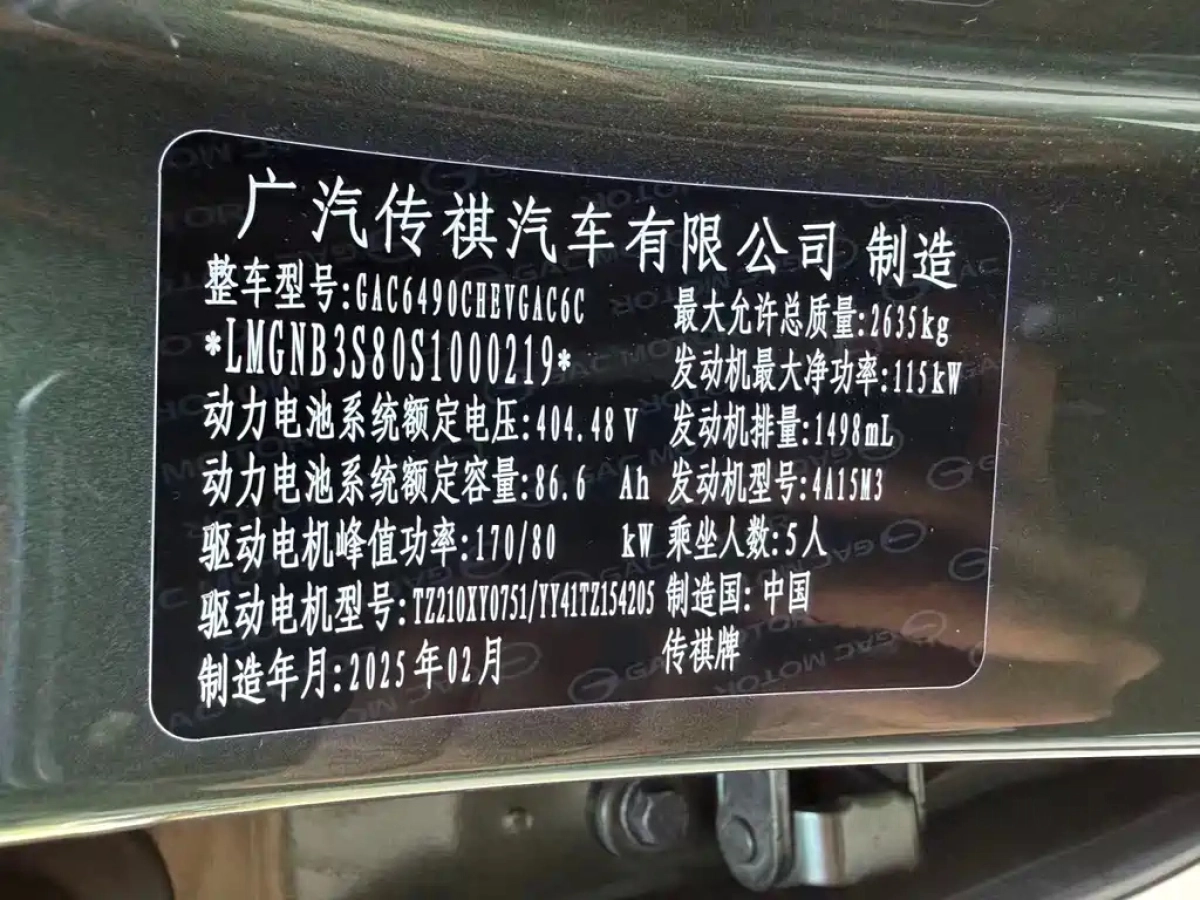 广汽传祺汽车有限公司 制造
整车型号:GAC6490CHEVGAC6C
*LMGNB3S80S1000219*
动力电池系统额定电压:404.48 V
动力电池系统额定容量:86.6 Ah
驱动电机峰值功率:170/80 kW
驱动电机型号:TZ210XY0751/YY41TZ154205
制造年月:2025年02月
最大允许总质量:2635kg
发动机最大净功率:115kW
发动机排量:1498mL
发动机型号:4A15M3
乘坐人数:5人
制造国:中国
传祺牌
GAC MOTOR